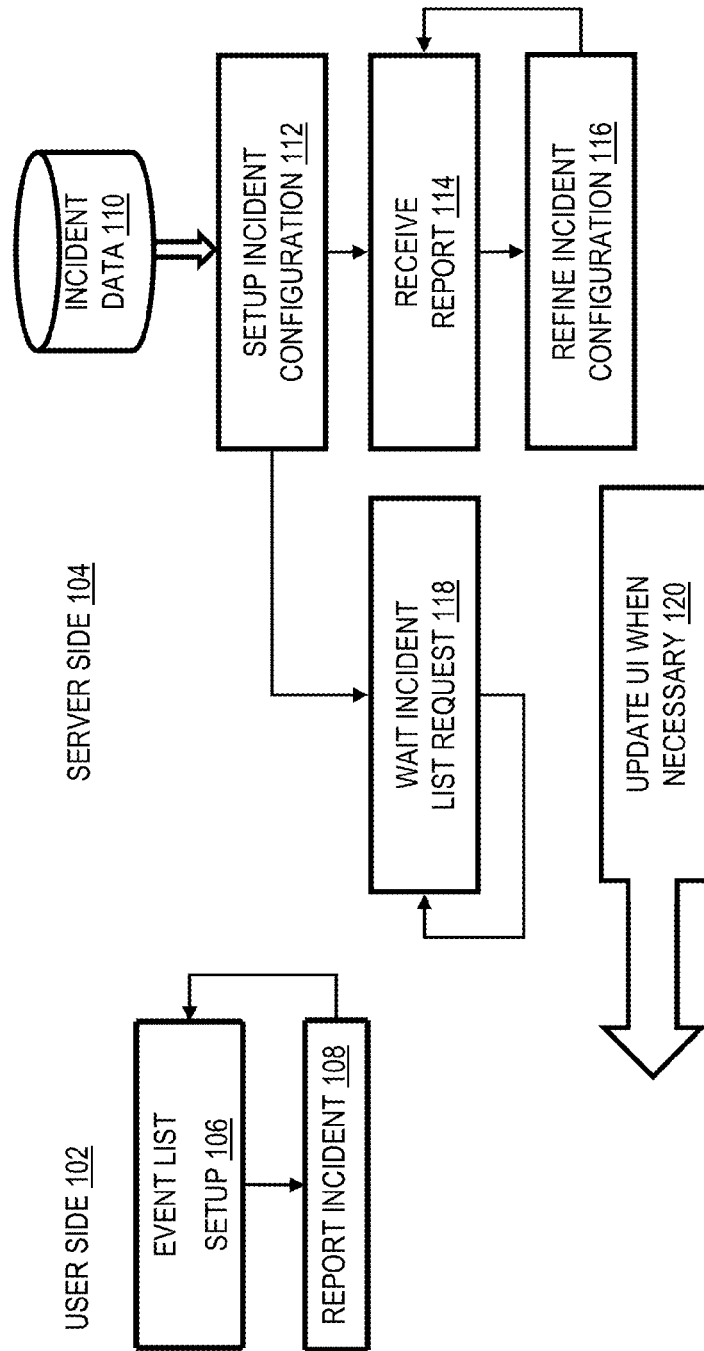 USER SIDE 102
EVENT LIST
SETUP 106
REPORT INCIDENT 108
SERVER SIDE 104
WAIT INCIDENT
LIST REQUEST 118
UPDATE UI WHEN
NECESSARY 120
INCIDENT
DATA 110
SETUP INCIDENT
CONFIGURATION 112
RECEIVE
REPORT 114
REFINE INCIDENT
CONFIGURATION 116